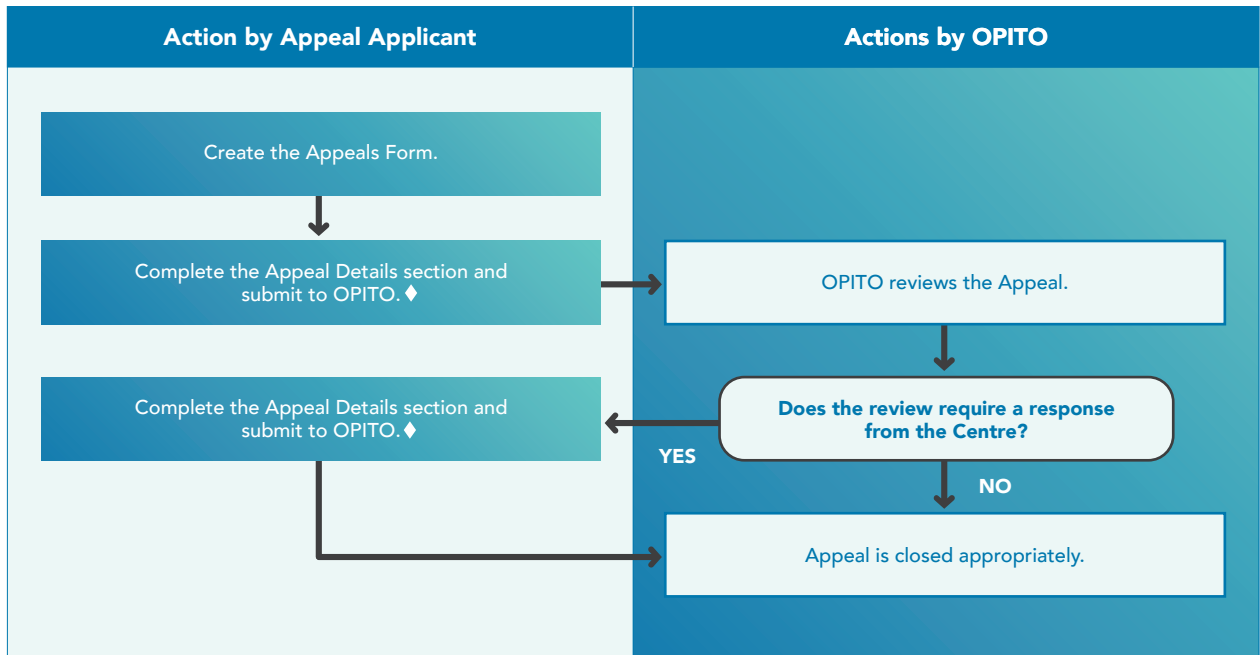 Action by Appeal Applicant
Actions by OPITO
Create the Appeals Form.
Complete the Appeal Details section and
submit to OPITO. ♦
OPITO reviews the Appeal.
Complete the Appeal Details section and
submit to OPITO. ♦
Does the review require a response
from the Centre?
YES
NO
Appeal is closed appropriately.